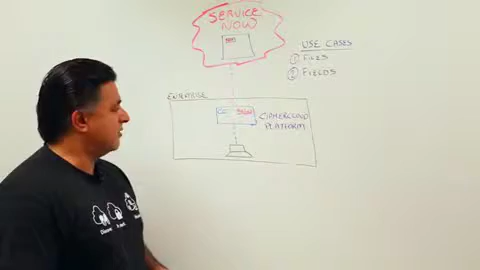 SERVICE
NOW
USE CASES
① FILES
② FIELDS
ENTERPRISE
CIPHERCLOUD
PLATFORM